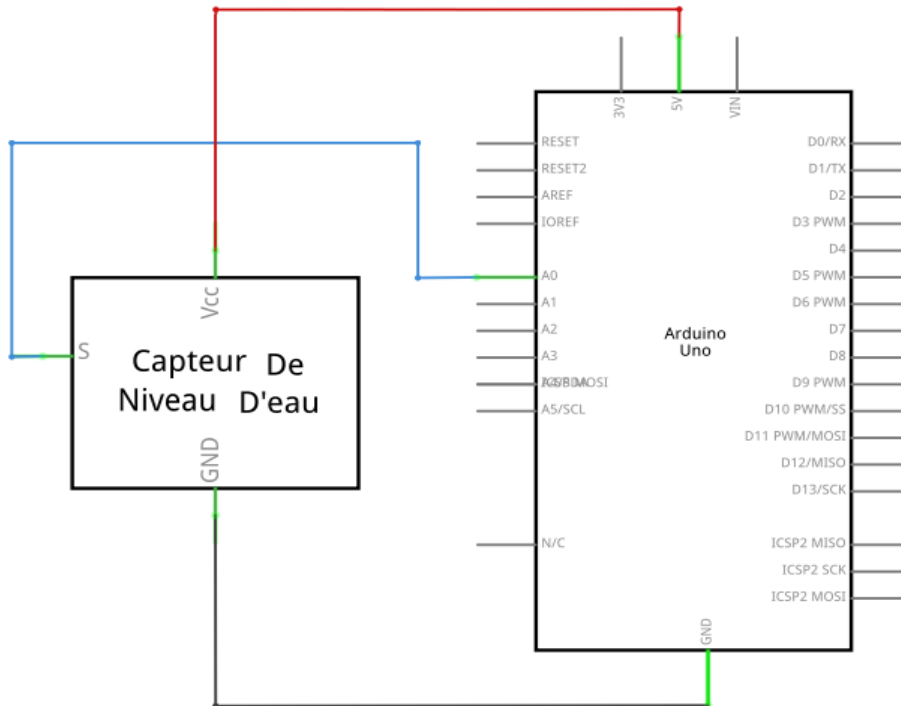 3V3
5V
VIN
RESET
RESET2
AREF
IOREF
A0
A1
A2
A3
A5/SCL
N/C
D0/RX
D1/TX
D2
D3 PWM
D4
D5 PWM
D6 PWM
D7
D8
D9 PWM
D10 PWM/SS
D11 PWM/MOSI
D12/MISO
D13/SCK
ICSP2 MISO
ICSP2 SCK
ICSP2 MOSI
GND
Arduino
Uno
Vcc
S
Capteur De
Niveau D'eau
GND